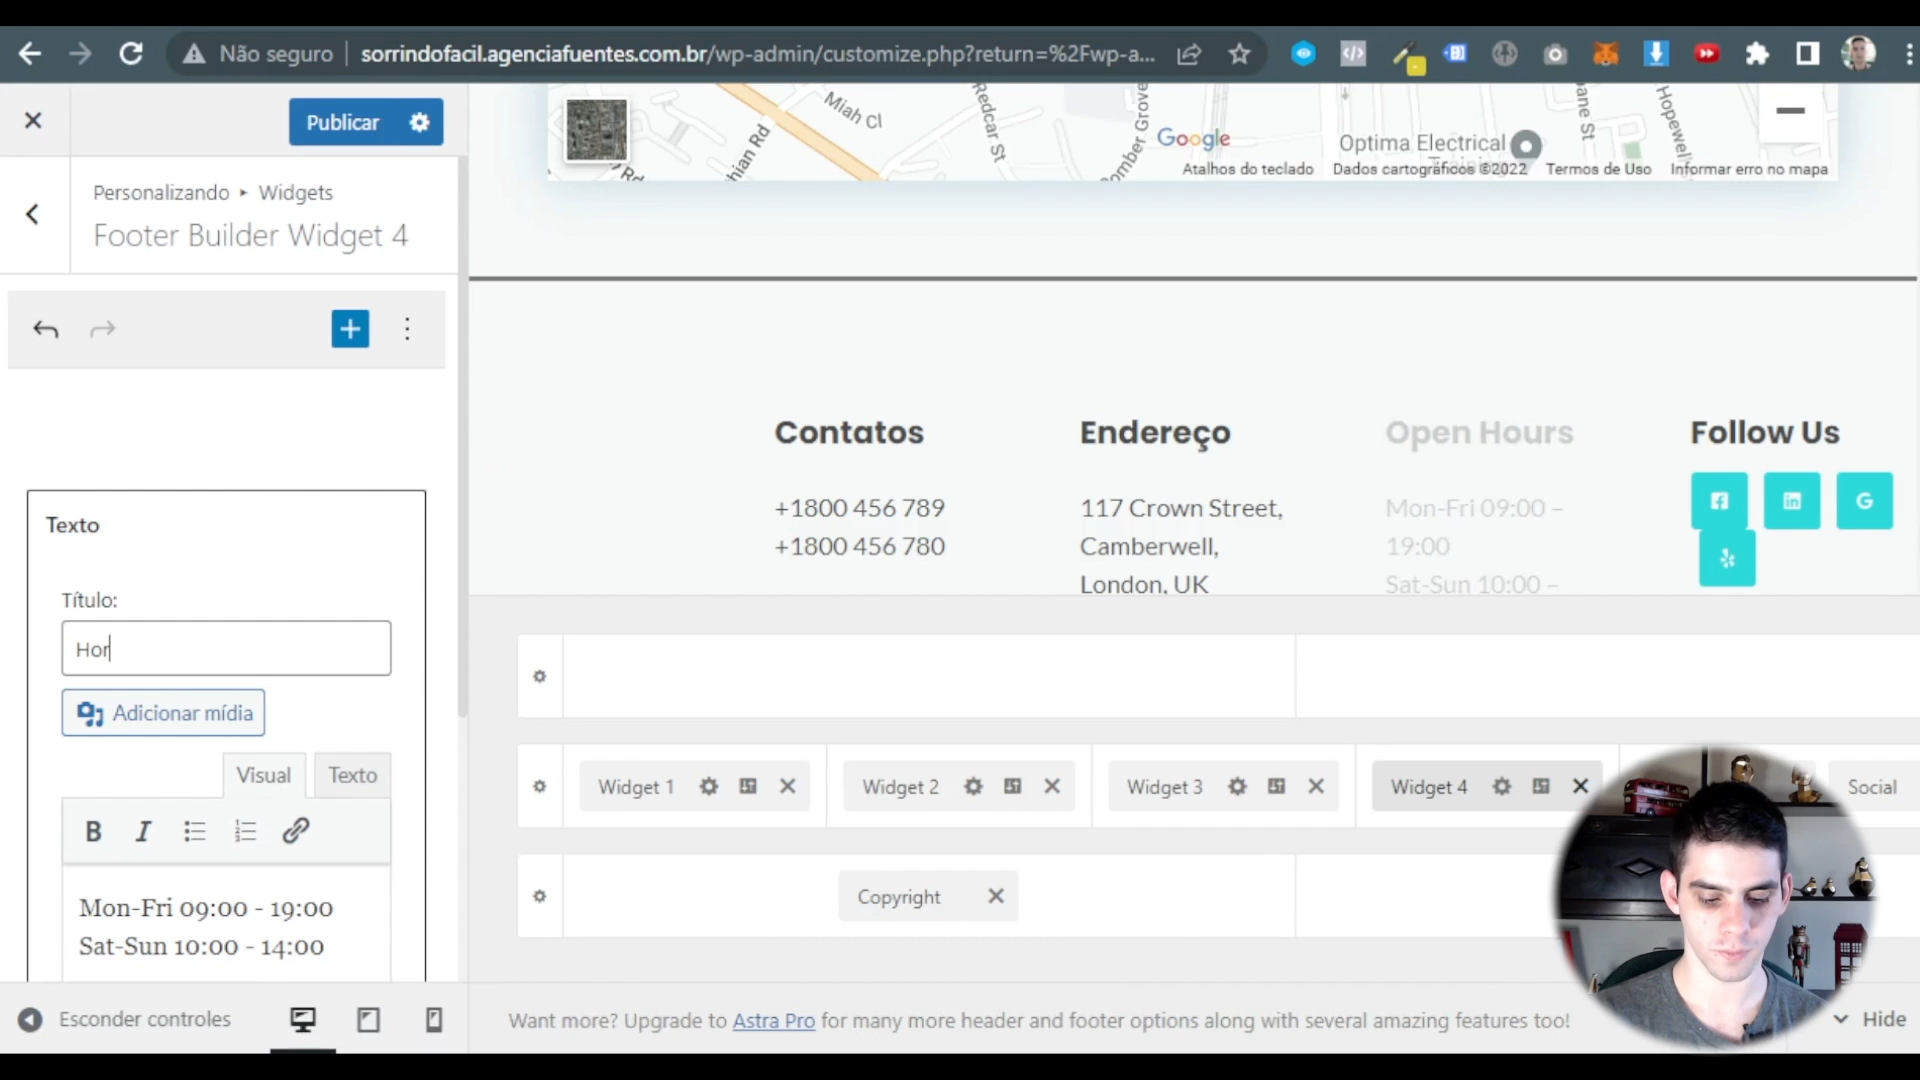 Não seguro
sorrindofacil.agenciafuentes.com.br/wp-admin/customize.php?return=%2Fwp-a...
Publicar
Personalizando ▸ Widgets
Footer Builder Widget 4
Texto
Título:
Hor
Adicionar mídia
Visual
Texto
B I
Mon-Fri 09:00 - 19:00
Sat-Sun 10:00 - 14:00
Esconder controles
Miah Cl
Redcar St
Google
Optima Electrical
Hopewell
Atalhos do teclado
Dados cartográficos ©2022
Termos de Uso
Informar erro no mapa
Contatos
+1800 456 789
+1800 456 780
Endereço
117 Crown Street,
Camberwell,
London, UK
Open Hours
Mon-Fri 09:00 –
19:00
Sat-Sun 10:00 –
Follow Us
Widget 1
Widget 2
Widget 3
Widget 4
Social
Copyright
Want more? Upgrade to Astra Pro for many more header and footer options along with several amazing features too!
Hide